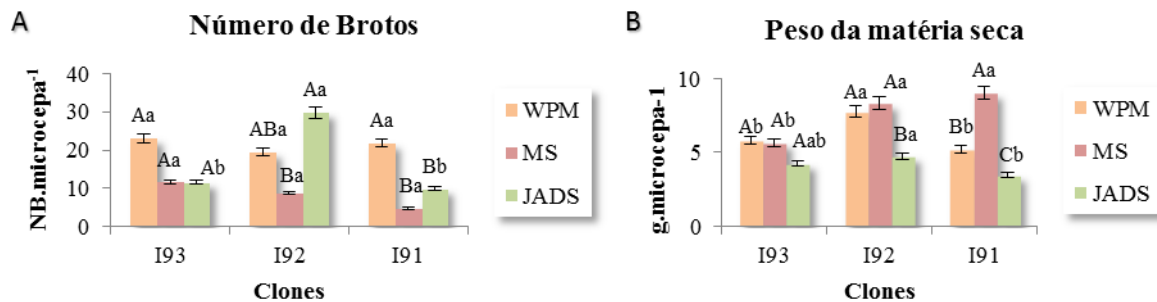 A
Número de Brotos
NB.microcepa-1
40
30
20
10
0
Aa
Aa
Ab
ABa
Ba
Aa
Aa
Ba
Bb
I93
I92
I91
Clones
WPM
MS
JADS
B
Peso da matéria seca
g.microcepa-1
10
5
0
Ab
Ab
Aab
Aa
Aa
Ba
Bb
Aa
Cb
I93
I92
I91
Clones
WPM
MS
JADS